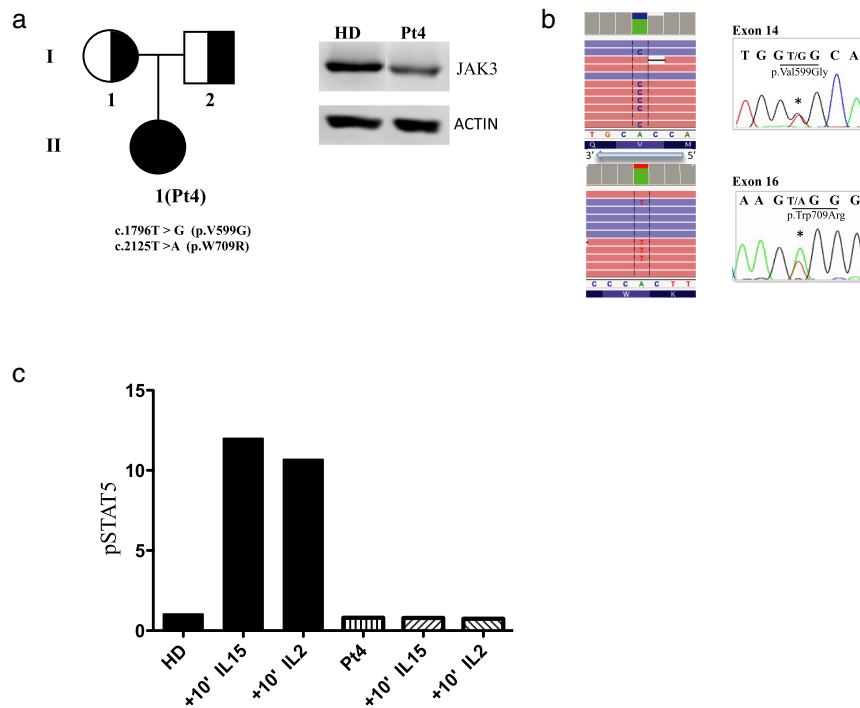 a
I
1
2
HD Pt4
JAK3
ACTIN
II
1(Pt4)
c.1796T > G (p.V599G)
c.2125T >A (p.W709R)
b
C
C
C
C
C
C
T G C A C C A
Q V M
3′ 5′
Exon 14
T G G T/G G C A
p.Val599Gly
*
T
T
T
T
C C C A C T T
W K
Exon 16
A A G T/A G G G
p.Trp709Arg
*
c
pSTAT5
15
10
5
0
HD
+10' IL15
+10' IL2
Pt4
+10' IL15
+10' IL2